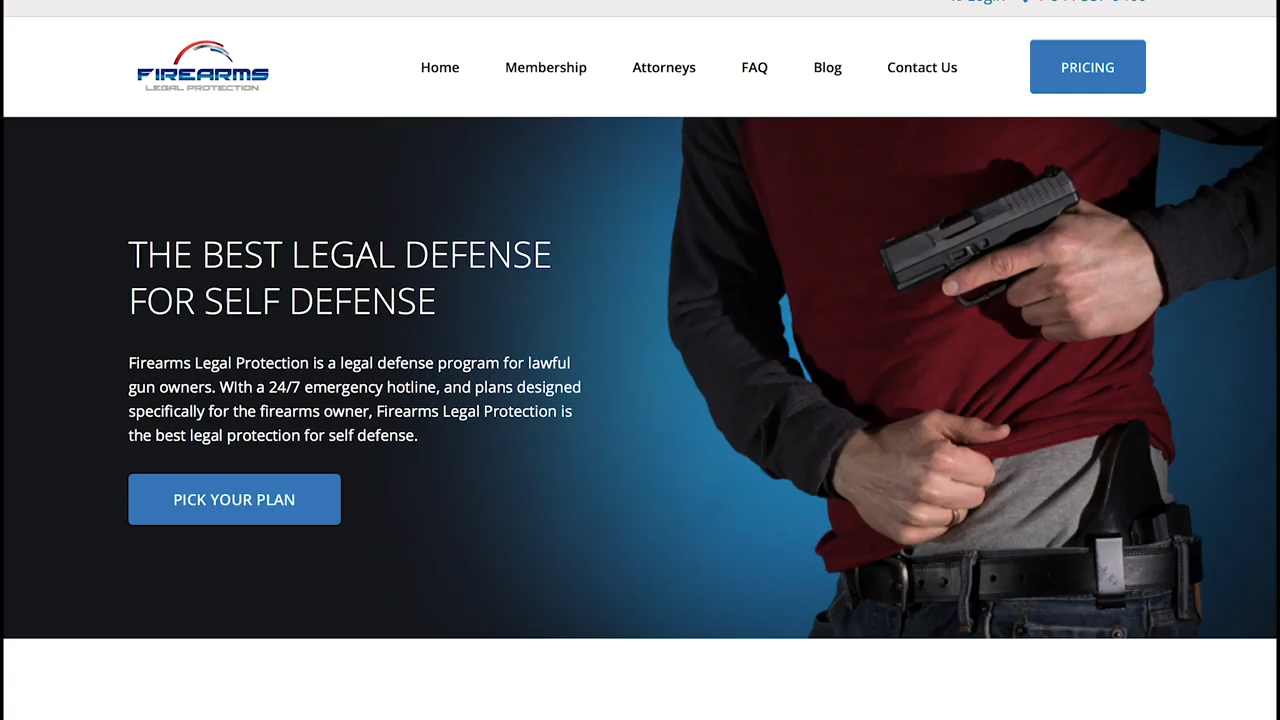 Login
FIREARMS
LEGAL PROTECTION
Home
Membership
Attorneys
FAQ
Blog
Contact Us
PRICING
THE BEST LEGAL DEFENSE
FOR SELF DEFENSE
Firearms Legal Protection is a legal defense program for lawful
gun owners. WIth a 24/7 emergency hotline, and plans designed
specifically for the firearms owner, Firearms Legal Protection is
the best legal protection for self defense.
PICK YOUR PLAN